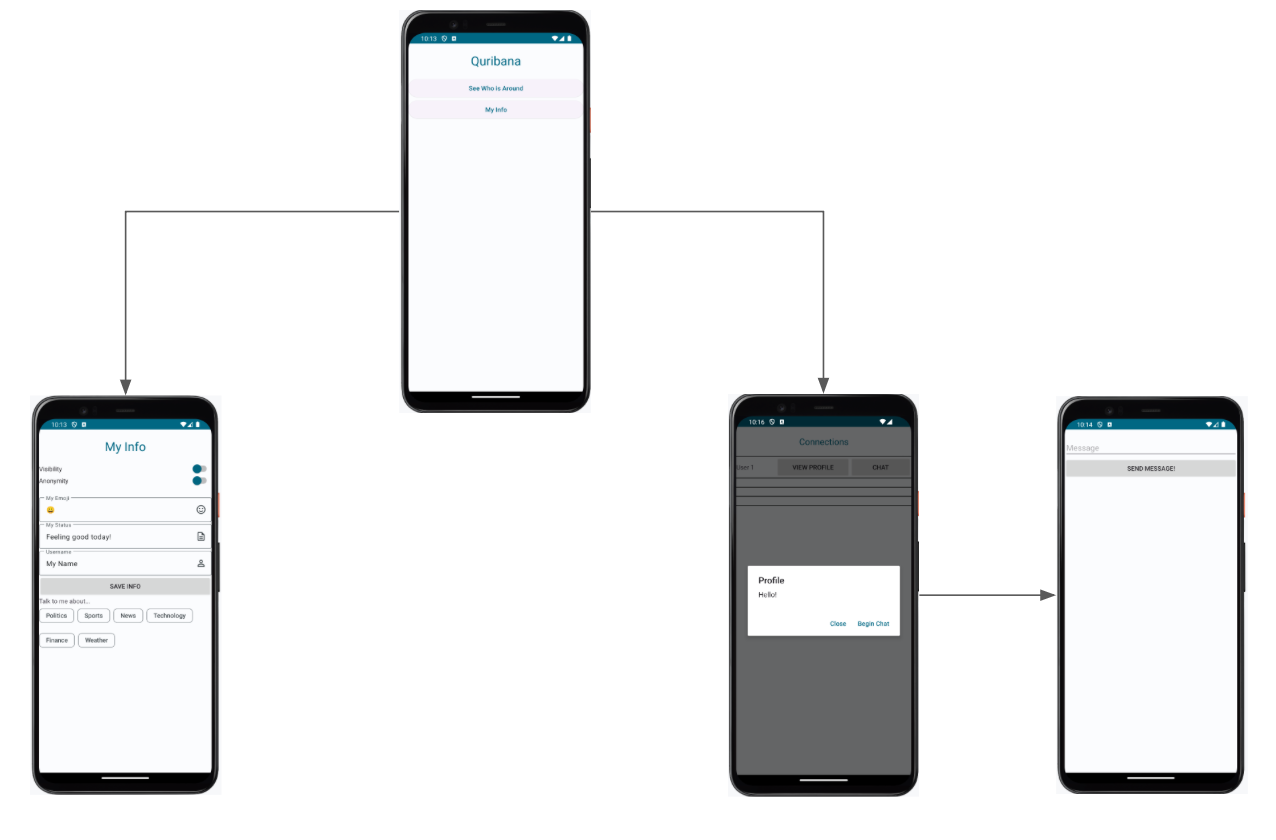 10:13
Quribana
See Who is Around
My Info
10:13
My Info
Visibility
Anonymity
My Emoji
😀
My Status
Feeling good today!
Username
My Name
SAVE INFO
Talk to me about...
Politics Sports News Technology
Finance Weather
10:16
Connections
User 1 VIEW PROFILE CHAT
Profile
Hello!
Close Begin Chat
10:14
Message
SEND MESSAGE!